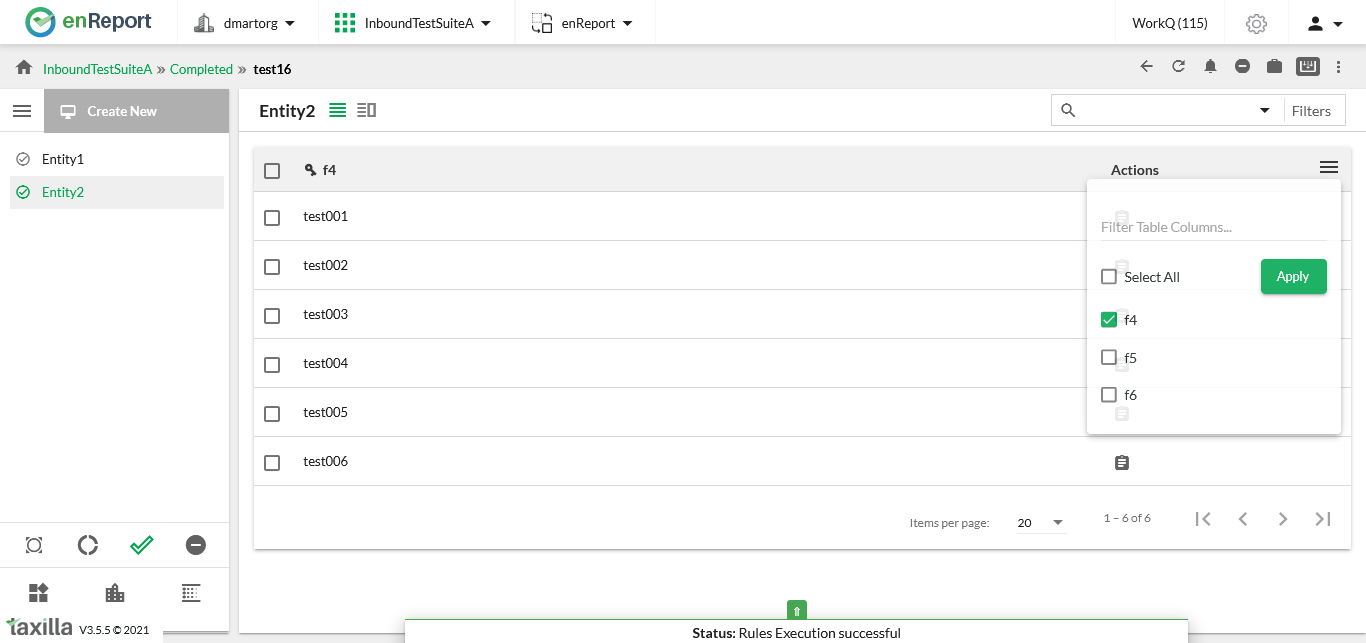 enReport
dmartorg
InboundTestSuiteA
enReport
WorkQ (115)
InboundTestSuiteA » Completed » test16
Create New
Entity2
Filters
Entity1
Entity2
f4
Actions
test001
test002
test003
test004
test005
test006
Filter Table Columns...
Select All
Apply
f4
f5
f6
Items per page:
20
1 – 6 of 6
taxilla
V3.5.5 © 2021
Status: Rules Execution successful